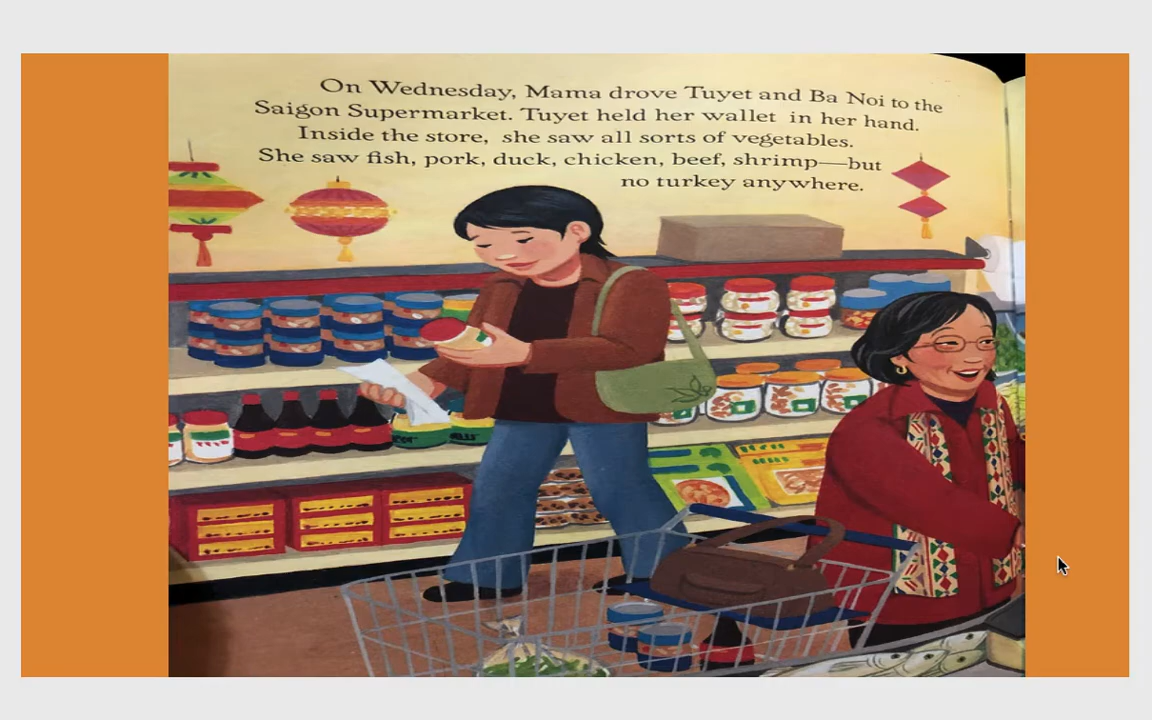 On Wednesday, Mama drove Tuyet and Ba Noi to the
Saigon Supermarket. Tuyet held her wallet in her hand.
Inside the store, she saw all sorts of vegetables.
She saw fish, pork, duck, chicken, beef, shrimp—but
no turkey anywhere.